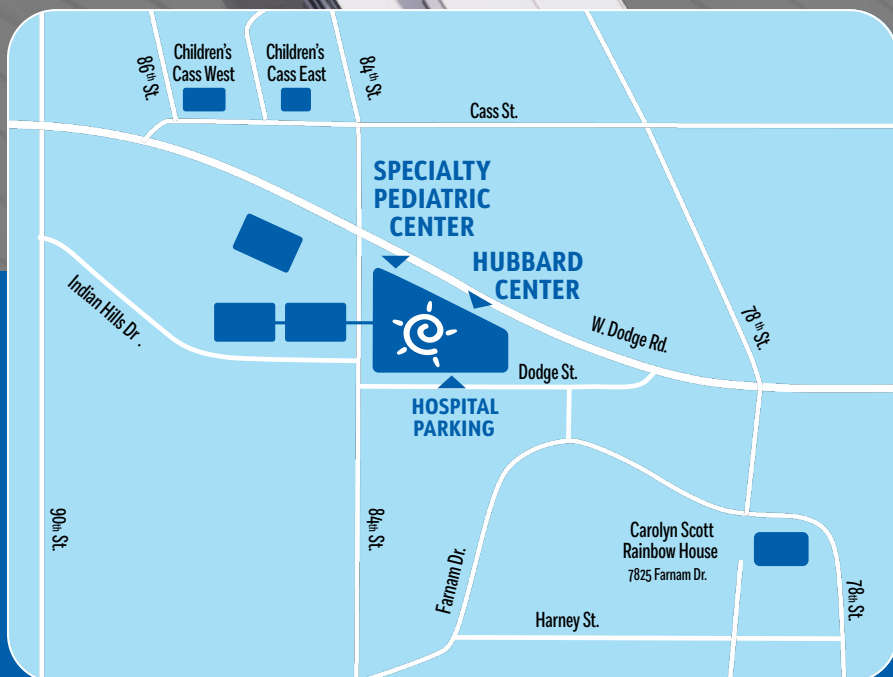 86th St.
Children's
Cass West
Children's
Cass East
84th St.
Cass St.
SPECIALTY
PEDIATRIC
CENTER
HUBBARD
CENTER
Indian Hills Dr.
W. Dodge Rd.
78th St.
Dodge St.
HOSPITAL
PARKING
90th St.
84th St.
Farnam Dr.
Carolyn Scott
Rainbow House
7825 Farnam Dr.
78th St.
Harney St.